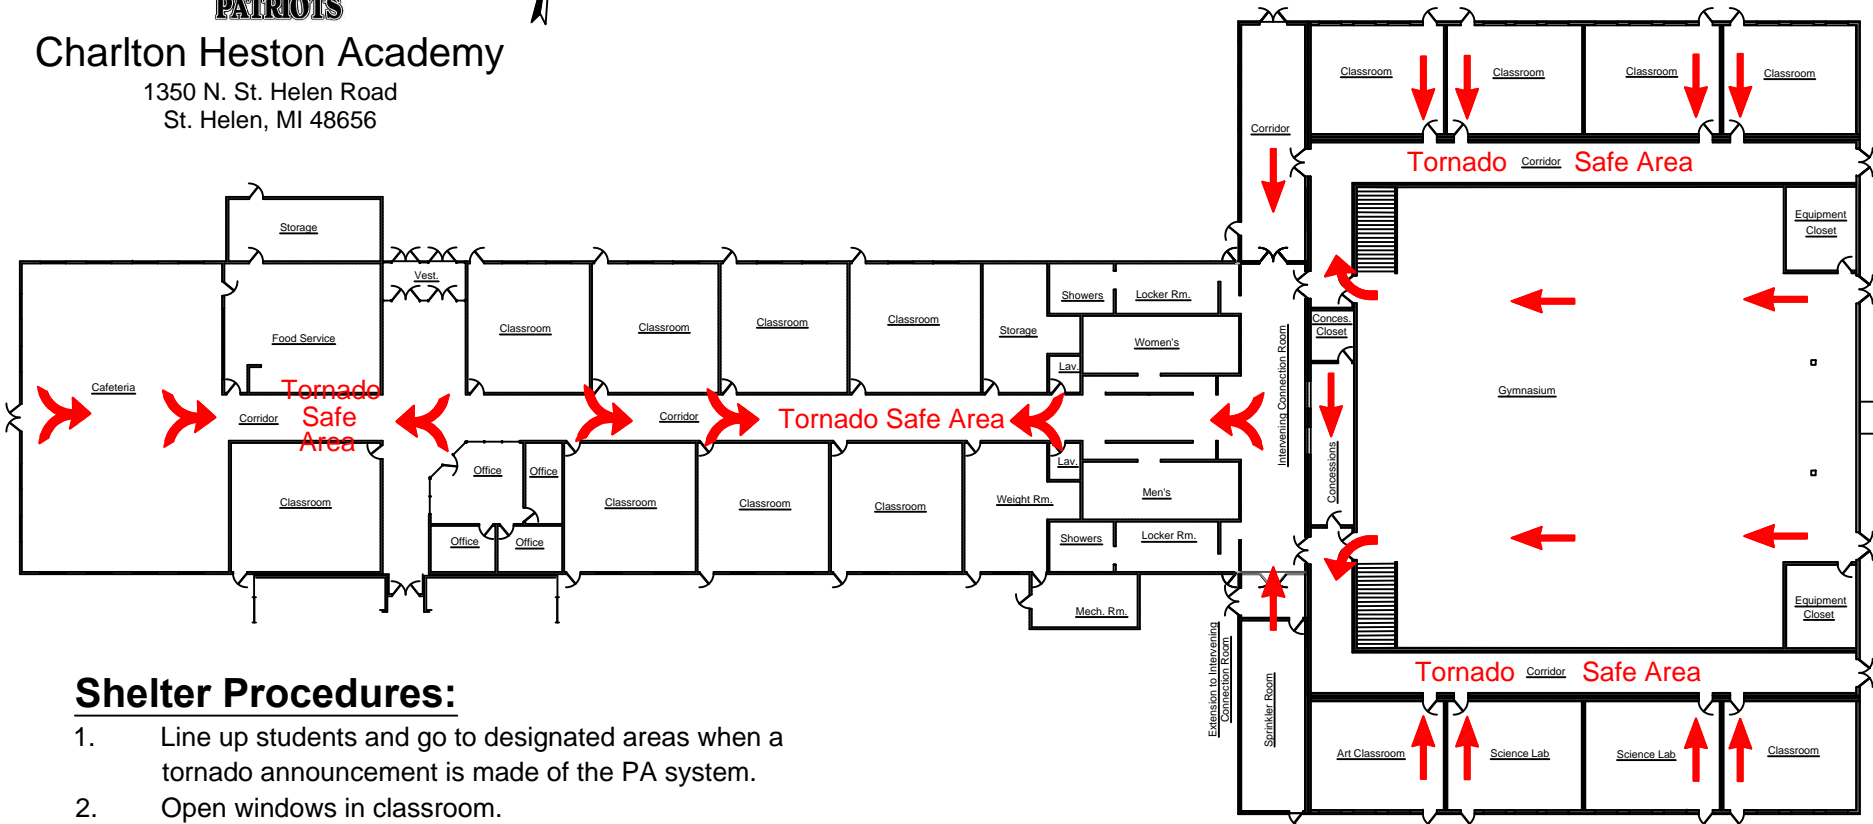 PATRIOTS
Charlton Heston Academy
1350 N. St. Helen Road
St. Helen, MI 48656
Classroom
Classroom
Classroom
Classroom
Corridor
Tornado Corridor Safe Area
Storage
Equipment
Closet
Vest.
Showers
Locker Rm.
Classroom
Classroom
Classroom
Classroom
Storage
Women's
Conces.
Closet
Food Service
Lav.
Intervening Connection Room
Cafeteria
Gymnasium
Tornado
Safe
Area
Corridor
Corridor
Tornado Safe Area
Concessions
Office
Office
Lav.
Classroom
Classroom
Classroom
Classroom
Weight Rm.
Men's
Office
Office
Showers
Locker Rm.
Mech. Rm.
Equipment
Closet
Extension to Intervening
Connection Room
Sprinkler Room
Tornado Corridor Safe Area
Art Classroom
Science Lab
Science Lab
Classroom
Shelter Procedures:
1. Line up students and go to designated areas when a
tornado announcement is made of the PA system.
2. Open windows in classroom.